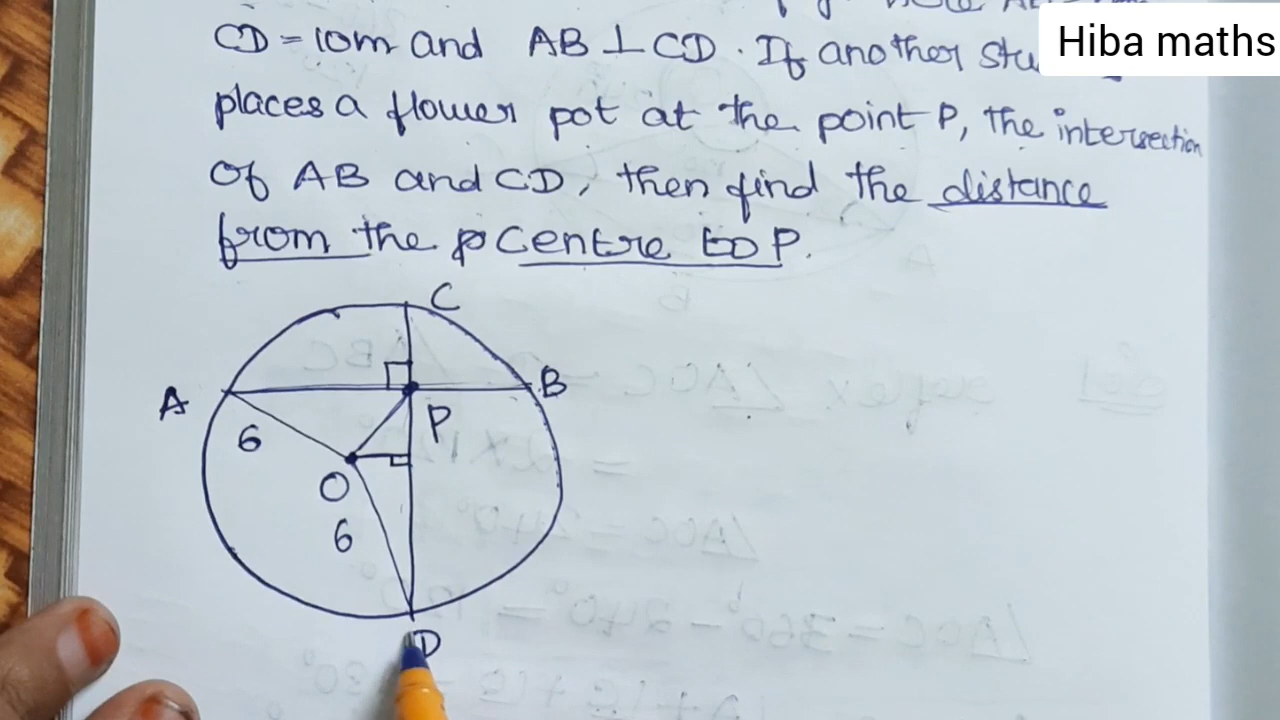 Hiba maths
CD = 10m and AB ⊥ CD. If another
places a flower pot at the point P, the intersection
of AB and CD, then find the distance
from the centre to P.
C
A
B
P
6
O
6
D